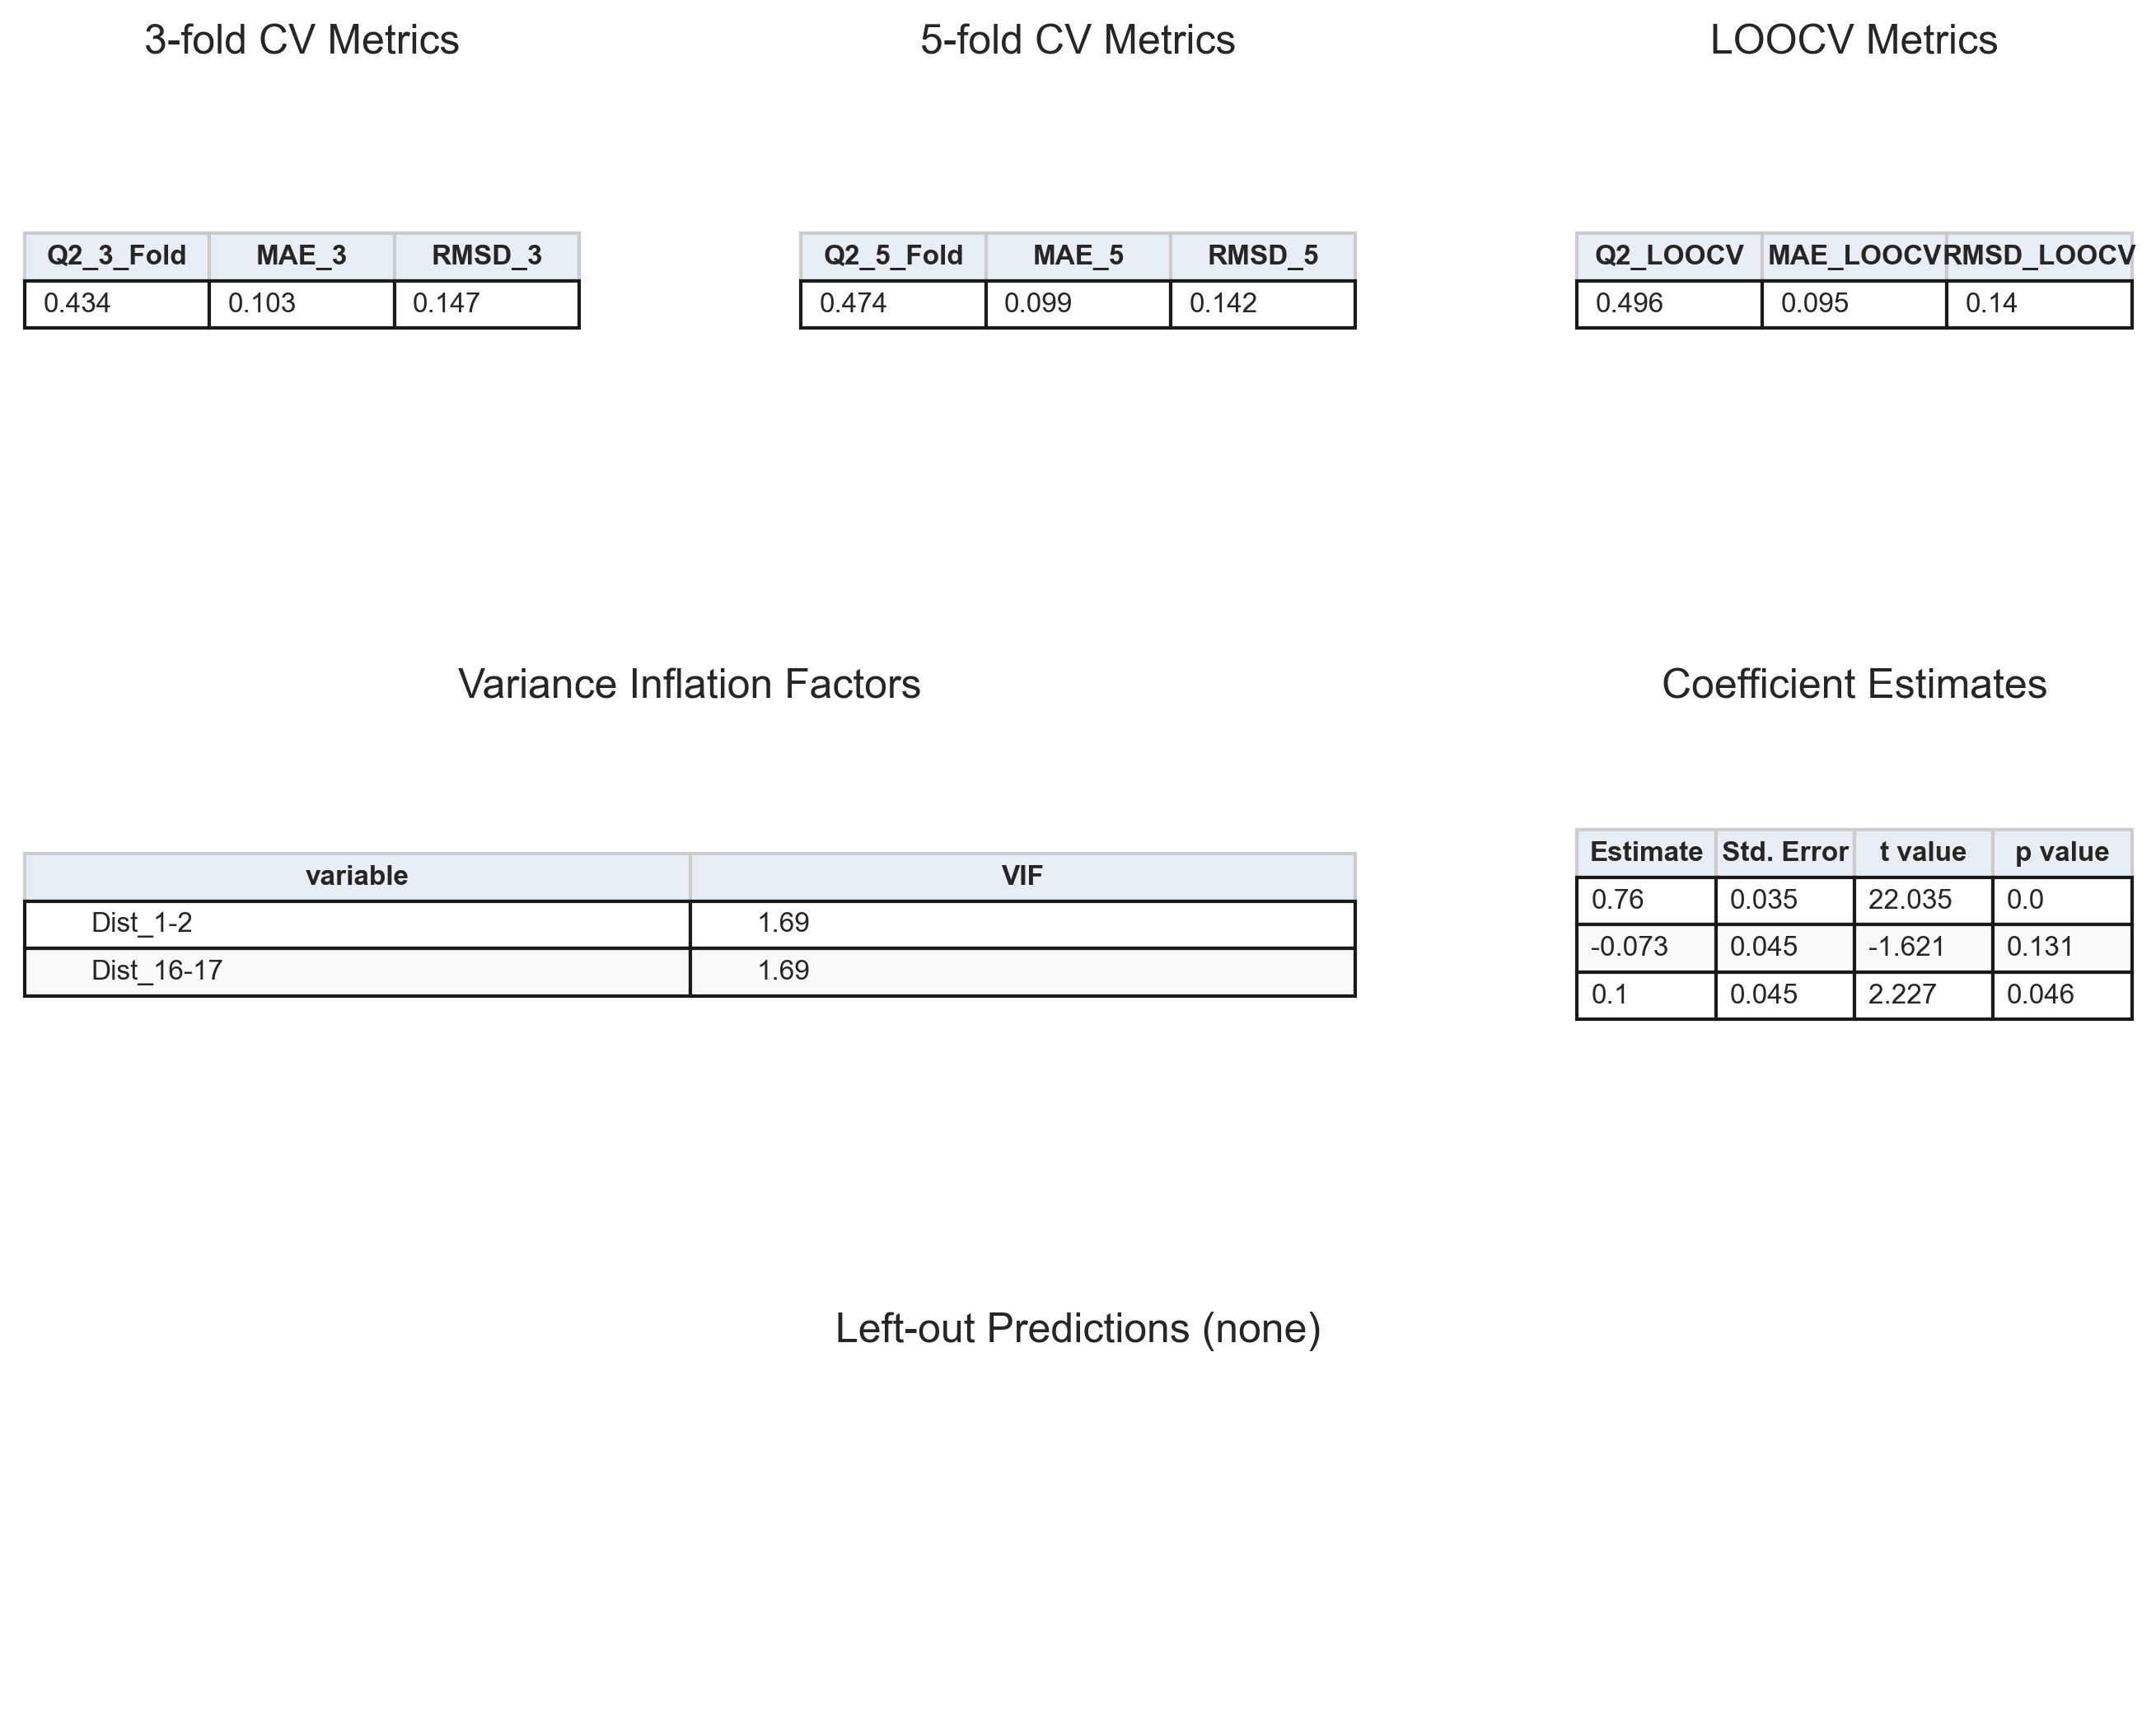 3-fold CV Metrics
5-fold CV Metrics
LOOCV Metrics
Q2_3_Fold MAE_3 RMSD_3
0.434 0.103 0.147
Q2_5_Fold MAE_5 RMSD_5
0.474 0.099 0.142
Q2_LOOCV MAE_LOOCV RMSD_LOOCV
0.496 0.095 0.14
Variance Inflation Factors
variable VIF
Dist_1-2 1.69
Dist_16-17 1.69
Coefficient Estimates
Estimate Std. Error t value p value
0.76 0.035 22.035 0.0
-0.073 0.045 -1.621 0.131
0.1 0.045 2.227 0.046
Left-out Predictions (none)